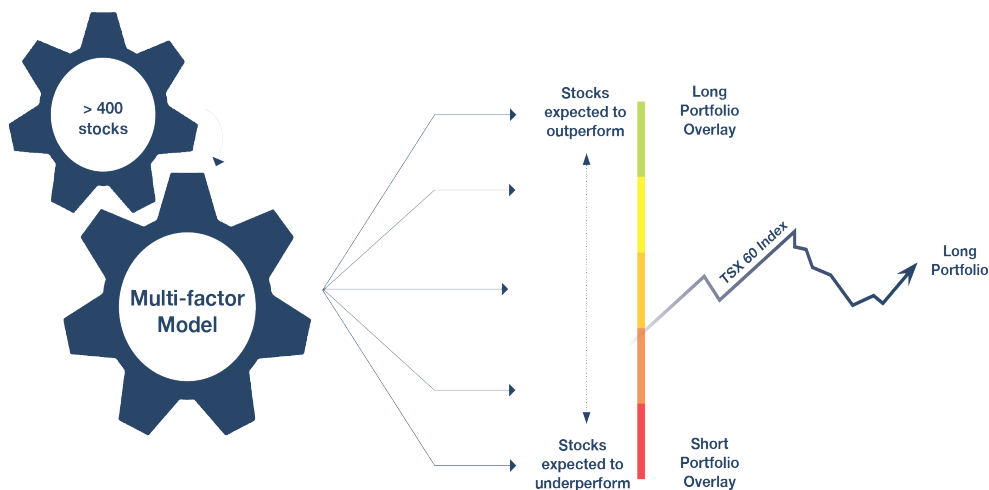 > 400
stocks
Multi-factor
Model
Stocks
expected to
outperform
Long
Portfolio
Overlay
TSX 60 Index
Long
Portfolio
Stocks
expected to
underperform
Short
Portfolio
Overlay